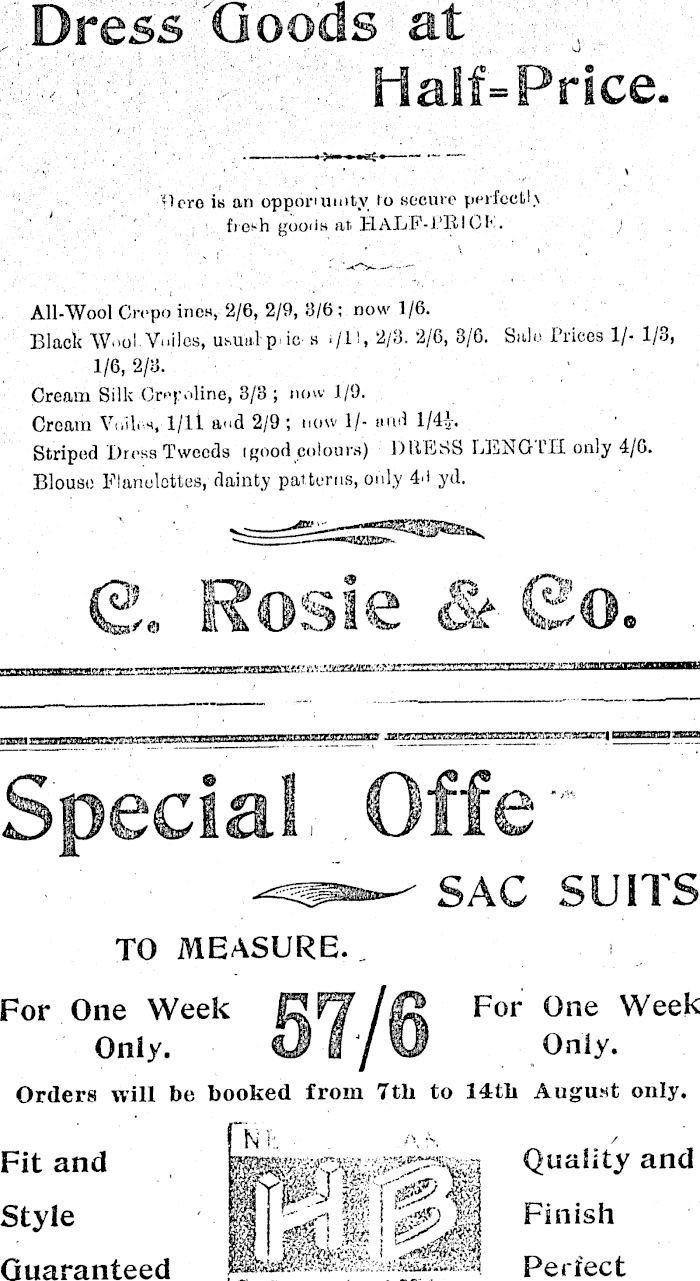 Dress Goods at
Half-Price.
Here is an opportunity to secure perfectly
fresh goods at HALF-PRICE.
All-Wool Crepo ines, 2/6, 2/9, 3/6; now 1/6.
Black Wool Voiles, usual p ic s 1/11, 2/3. 2/6, 3/6. Sale Prices 1/- 1/3,
1/6, 2/3.
Cream Silk Crepoline, 3/3; now 1/9.
Cream Voiles, 1/11 and 2/9; now 1/- and 1/4½.
Striped Dress Tweeds (good colours) DRESS LENGTH only 4/6.
Blouse Flanelettes, dainty patterns, only 4d yd.
C. Rosie & Co.
Special Offe
SAC SUITS
TO MEASURE.
For One Week 57/6 For One Week
Only. Only.
Orders will be booked from 7th to 14th August only.
Fit and Quality and
Style HB Finish
Guaranteed Perfect